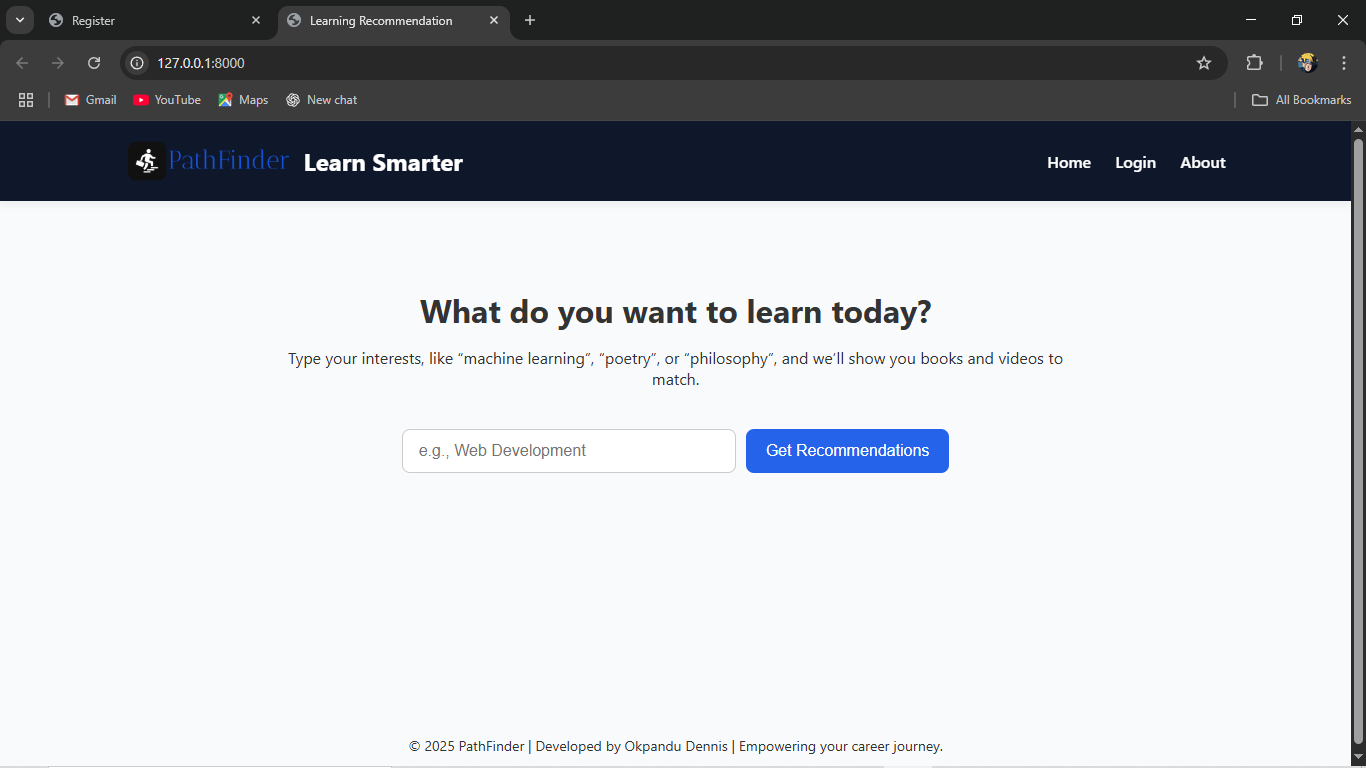 Register
Learning Recommendation
127.0.0.1:8000
Gmail
YouTube
Maps
New chat
All Bookmarks
PathFinder
Learn Smarter
Home
Login
About
What do you want to learn today?
Type your interests, like “machine learning”, “poetry”, or “philosophy”, and we’ll show you books and videos to
match.
e.g., Web Development
Get Recommendations
© 2025 PathFinder | Developed by Okpandu Dennis | Empowering your career journey.